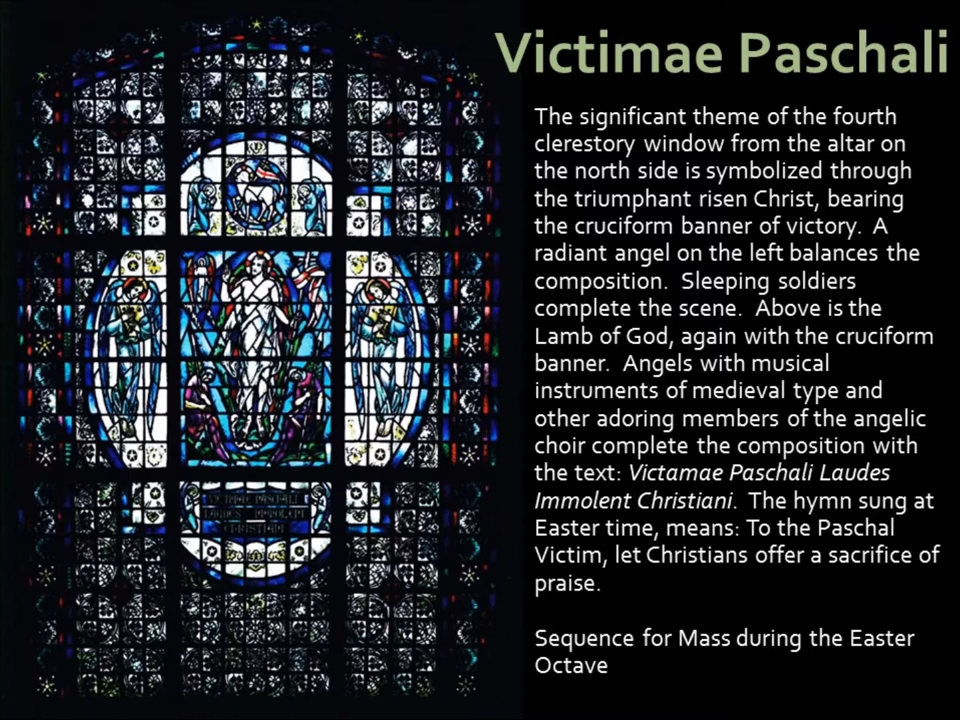 Victimae Paschali
The significant theme of the fourth
clerestory window from the altar on
the north side is symbolized through
the triumphant risen Christ, bearing
the cruciform banner of victory. A
radiant angel on the left balances the
composition. Sleeping soldiers
complete the scene. Above is the
Lamb of God, again with the cruciform
banner. Angels with musical
instruments of medieval type and
other adoring members of the angelic
choir complete the composition with
the text: Victamae Paschali Laudes
Immolent Christiani. The hymn sung at
Easter time, means: To the Paschal
Victim, let Christians offer a sacrifice of
praise.
Sequence for Mass during the Easter
Octave
VICTIMAE PASCHALI
LAUDES
CHRISTIANI